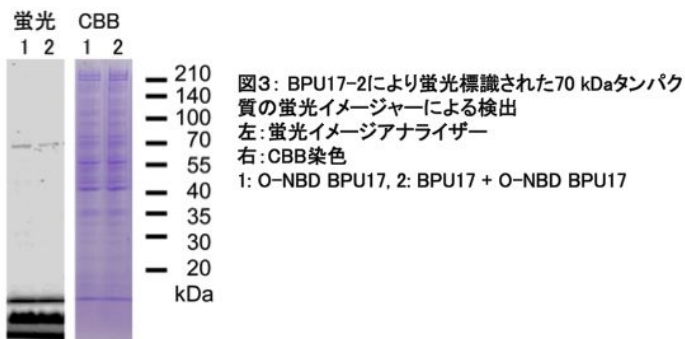 蛍光 CBB
1 2 1 2
210
140
100
70
55
40
35
30
20
kDa
図3: BPU17-2により蛍光標識された70 kDaタンパク
質の蛍光イメージャーによる検出
左:蛍光イメージアナライザー
右:CBB染色
1: O-NBD BPU17, 2: BPU17 + O-NBD BPU17